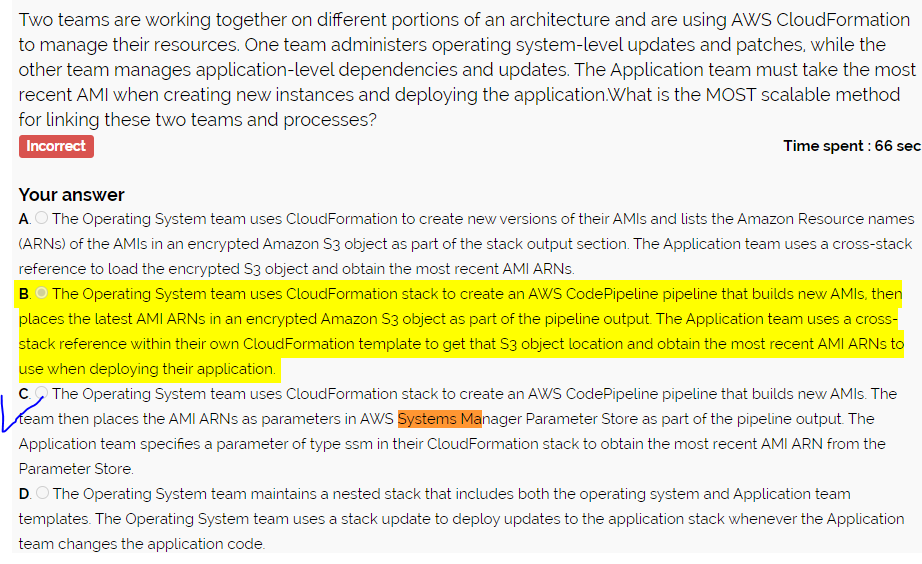 Two teams are working together on different portions of an architecture and are using AWS CloudFormation
to manage their resources. One team administers operating system-level updates and patches, while the
other team manages application-level dependencies and updates. The Application team must take the most
recent AMI when creating new instances and deploying the application.What is the MOST scalable method
for linking these two teams and processes?
Incorrect
Time spent : 66 sec
Your answer
A. The Operating System team uses CloudFormation to create new versions of their AMIs and lists the Amazon Resource names
(ARNs) of the AMIs in an encrypted Amazon S3 object as part of the stack output section. The Application team uses a cross-stack
reference to load the encrypted S3 object and obtain the most recent AMI ARNs.
B. The Operating System team uses CloudFormation stack to create an AWS CodePipeline pipeline that builds new AMIs, then
places the latest AMI ARNs in an encrypted Amazon S3 object as part of the pipeline output. The Application team uses a cross-
stack reference within their own CloudFormation template to get that S3 object location and obtain the most recent AMI ARNs to
use when deploying their application.
C. The Operating System team uses CloudFormation stack to create an AWS CodePipeline pipeline that builds new AMIs. The
team then places the AMI ARNs as parameters in AWS Systems Manager Parameter Store as part of the pipeline output. The
Application team specifies a parameter of type ssm in their CloudFormation stack to obtain the most recent AMI ARN from the
Parameter Store.
D. The Operating System team maintains a nested stack that includes both the operating system and Application team
templates. The Operating System team uses a stack update to deploy updates to the application stack whenever the Application
team changes the application code.